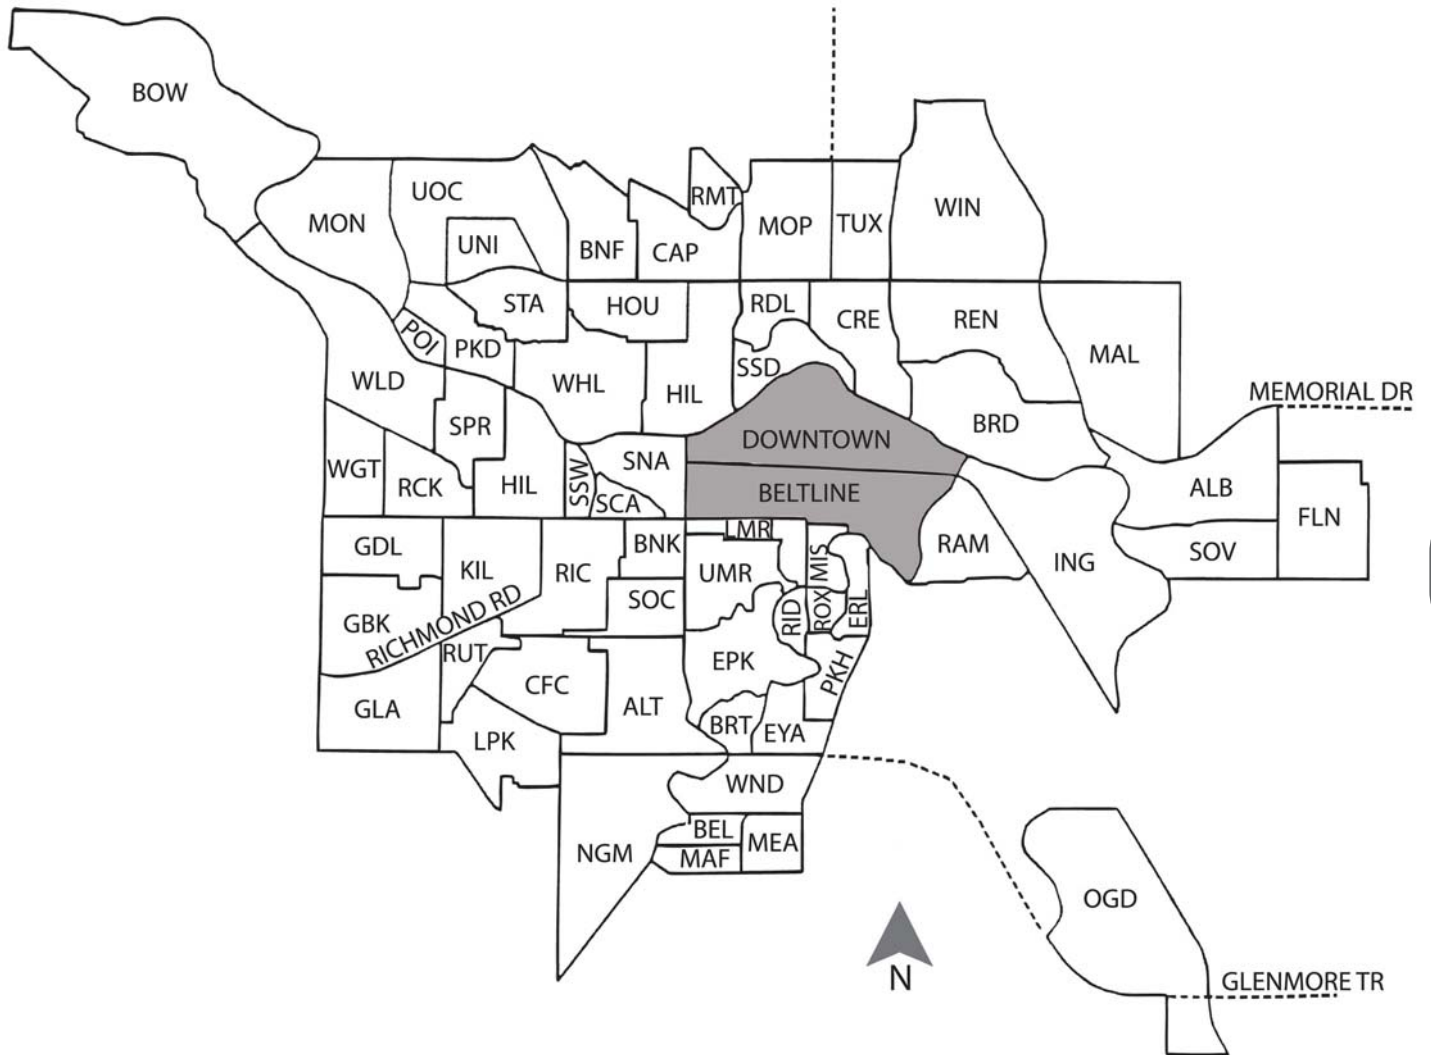 BOW
UOC
RMT
MON
UNI
BNF
CAP
MOP
TUX
WIN
STA
HOU
RDL
CRE
REN
POI
PKD
MAL
WLD
WHL
HIL
SSD
MEMORIAL DR
SPR
BRD
DOWNTOWN
WGT
RCK
HIL
SSW
SNA
SCA
BELTLINE
ALB
FLN
GDL
KIL
RIC
BNK
LMR
MIS
RAM
ING
SOV
UMR
SOC
GBK
RICHMOND RD
RID
ROX
ERL
RUT
EPK
PKH
GLA
CFC
ALT
BRT
EYA
LPK
WND
BEL
NGM
MAF
MEA
OGD
N
GLENMORE TR